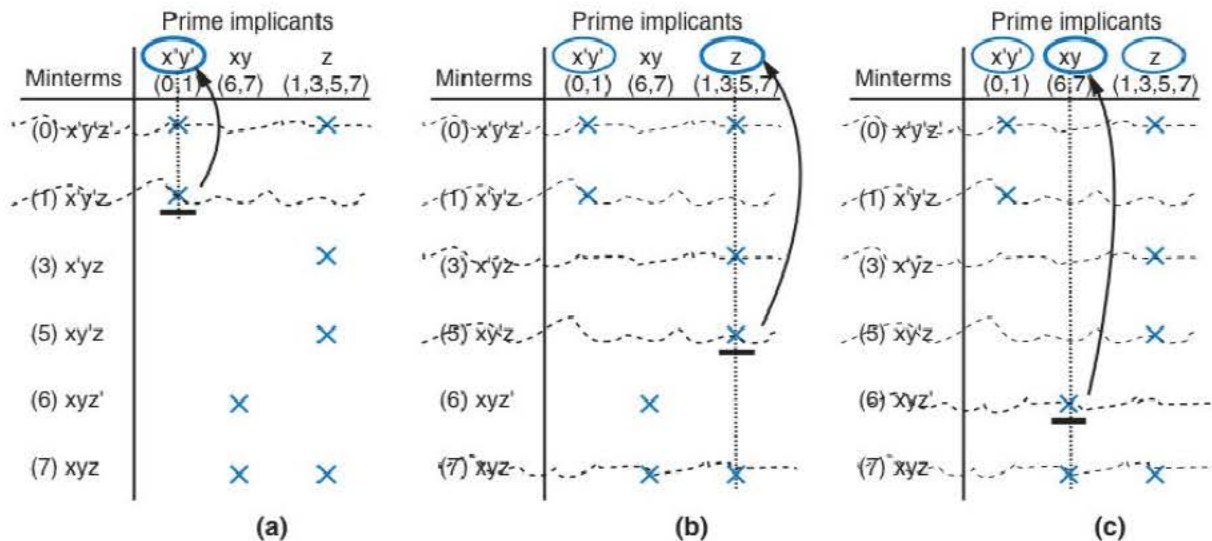 Prime implicants
x'y' xy z
Minterms (0,1) (6,7) (1,3,5,7)
(0) x'y'z'
(1) x'y'z
(3) x'yz
(5) xy'z
(6) xyz'
(7) xyz
(a)
Prime implicants
x'y' xy z
Minterms (0,1) (6,7) (1,3,5,7)
(0) x'y'z'
(1) x'y'z
(3) x'yz
(5) xy'z
(6) xyz'
(7) xyz
(b)
Prime implicants
x'y' xy z
Minterms (0,1) (6,7) (1,3,5,7)
(0) x'y'z'
(1) x'y'z
(3) x'yz
(5) xy'z
(6) xyz'
(7) xyz
(c)